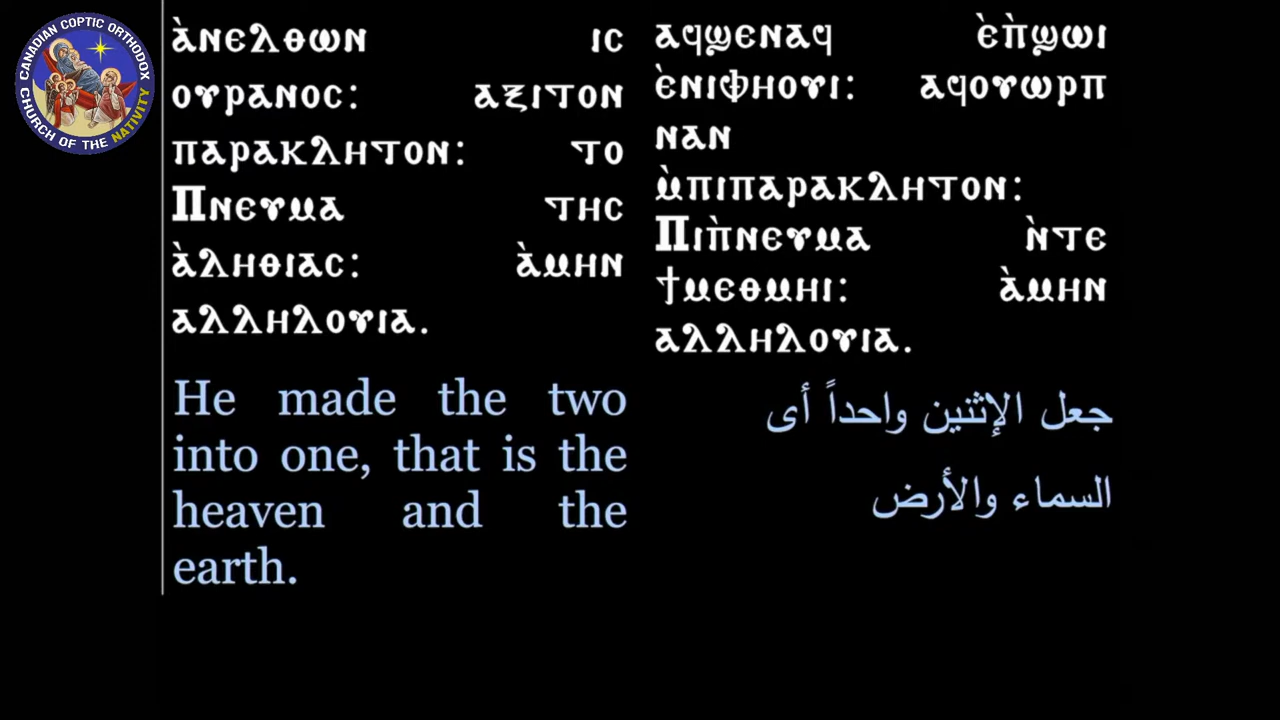 CANADIAN COPTIC ORTHODOX
CHURCH OF THE NATIVITY
ⲁ̀ⲛⲉⲗⲑⲱⲛ ⲓⲥ
ⲟⲩⲣⲁⲛⲟⲥ: ⲁⲝⲓⲧⲟⲛ
ⲡⲁⲣⲁⲕⲗⲏⲧⲟⲛ: ⲧⲟ
Ⲡⲛⲉⲩⲙⲁ ⲧⲏⲥ
ⲁ̀ⲗⲏⲑⲓⲁⲥ: ⲁ̀ⲙⲏⲛ
ⲁⲗⲗⲏⲗⲟⲩⲓⲁ.
ⲁϥϣⲉⲛⲁϥ ⲉ̀ⲡ̀ϣⲱⲓ
ⲉ̀ⲛⲓⲫⲏⲟⲩⲓ: ⲁϥⲟⲩⲱⲣⲡ
ⲛⲁⲛ
ⲙ̀ⲡⲓⲡⲁⲣⲁⲕⲗⲏⲧⲟⲛ:
Ⲡⲓⲡ̀ⲛⲉⲩⲙⲁ ⲛ̀ⲧⲉ
ϯⲙⲉⲑⲙⲏⲓ: ⲁ̀ⲙⲏⲛ
ⲁⲗⲗⲏⲗⲟⲩⲓⲁ.
He made the two
into one, that is the
heaven and the
earth.
جعل الإثنين واحداً أى
السماء والأرض